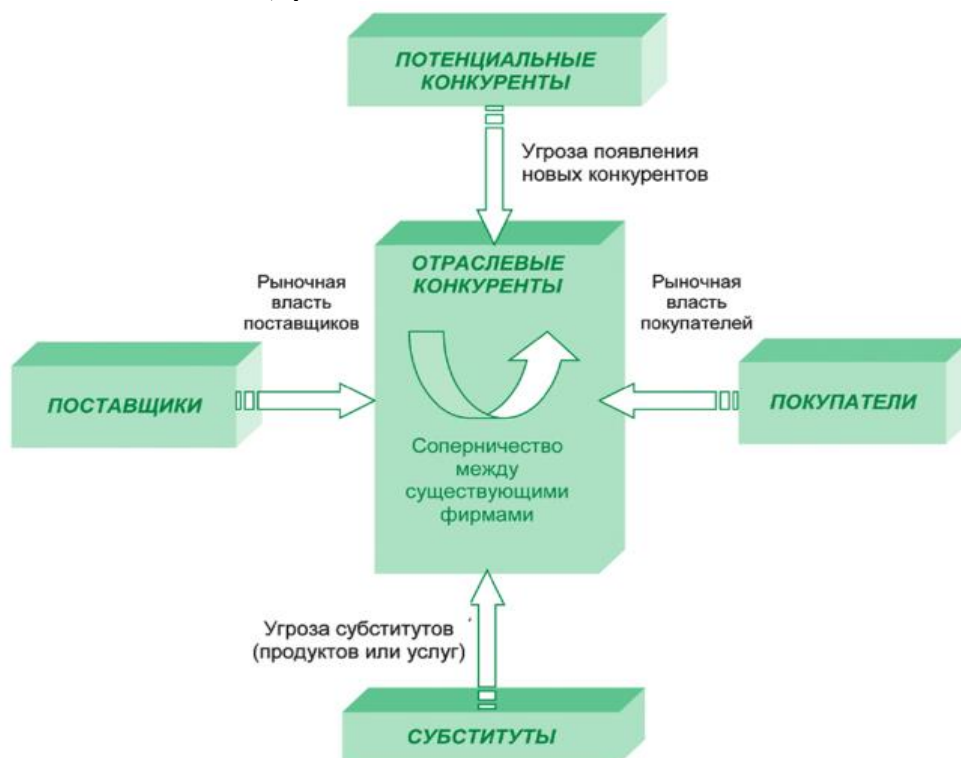 ПОТЕНЦИАЛЬНЫЕ
КОНКУРЕНТЫ
Угроза появления
новых конкурентов
ОТРАСЛЕВЫЕ
КОНКУРЕНТЫ
Рыночная
власть
поставщиков
Рыночная
власть
покупателей
ПОСТАВЩИКИ
ПОКУПАТЕЛИ
Соперничество
между
существующими
фирмами
Угроза субститутов
(продуктов или услуг)
СУБСТИТУТЫ